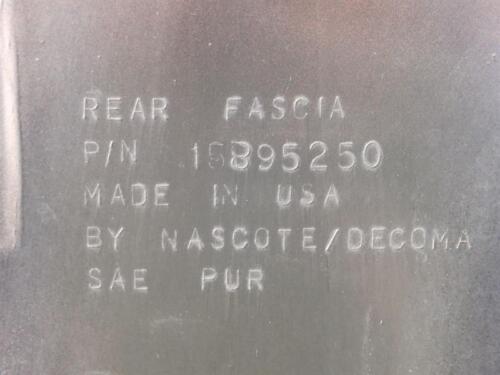 REAR FASCIA
P/N 15895250
MADE IN USA
BY NASCOTE/DECOMA
SAE PUR